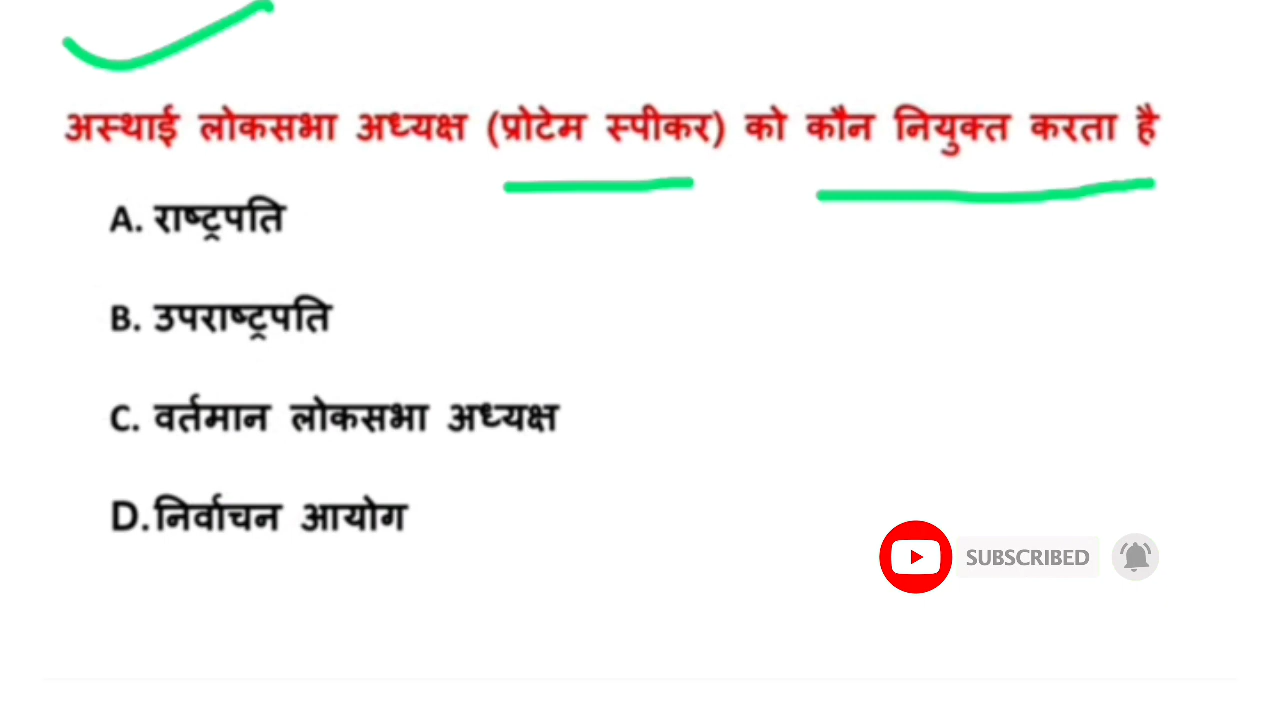 अस्थाई लोकसभा अध्यक्ष (प्रोटेम स्पीकर) को कौन नियुक्त करता है
A. राष्ट्रपति
B. उपराष्ट्रपति
C. वर्तमान लोकसभा अध्यक्ष
D.निर्वाचन आयोग
SUBSCRIBED